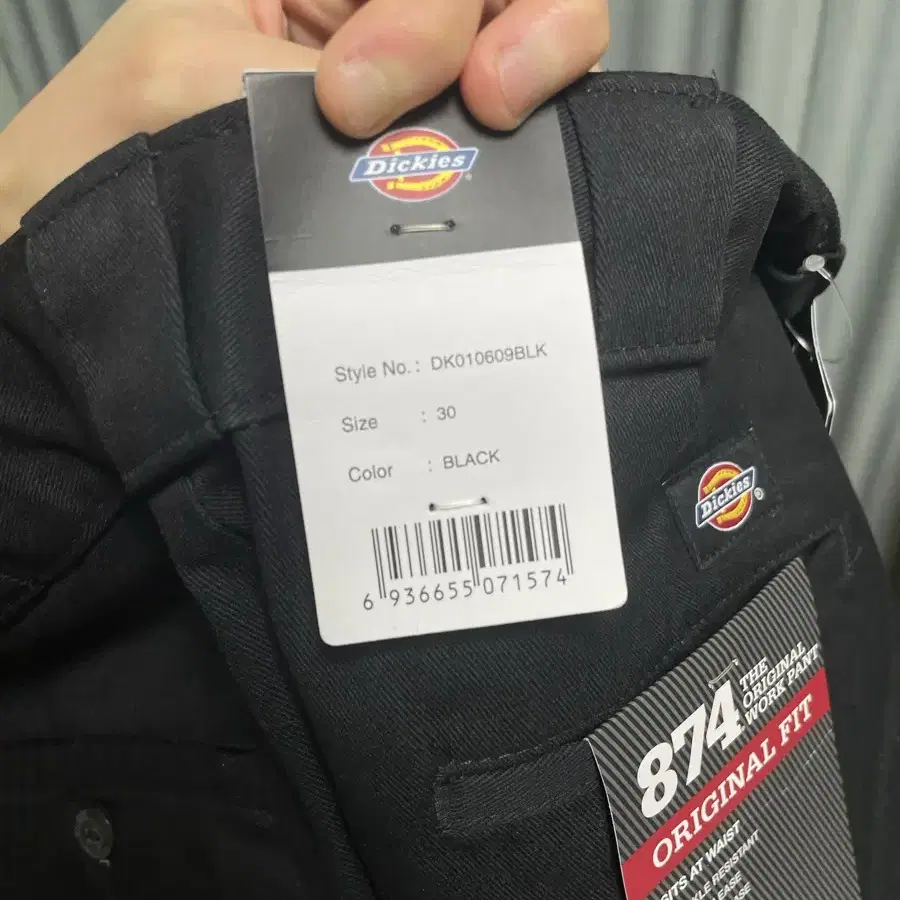 Dickies
Style No. : DK010609BLK
Size : 30
Color : BLACK
6 936655 071574
Dickies
®
874
THE
ORIGINAL
WORK PANT
ORIGINAL FIT
SITS AT WAIST
RESISTANT